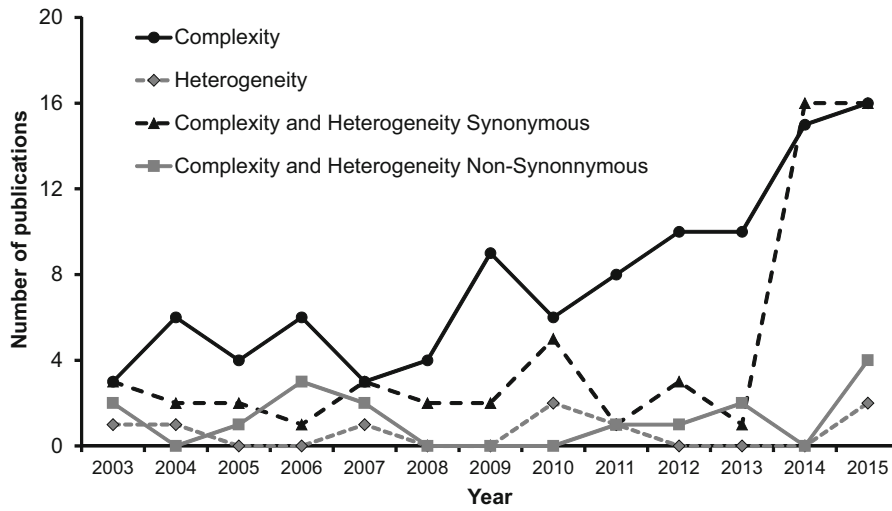 20
16
12
8
4
0
Number of publications
Complexity
Heterogeneity
Complexity and Heterogeneity Synonymous
Complexity and Heterogeneity Non-Synonnymous
2003 2004 2005 2006 2007 2008 2009 2010 2011 2012 2013 2014 2015
Year